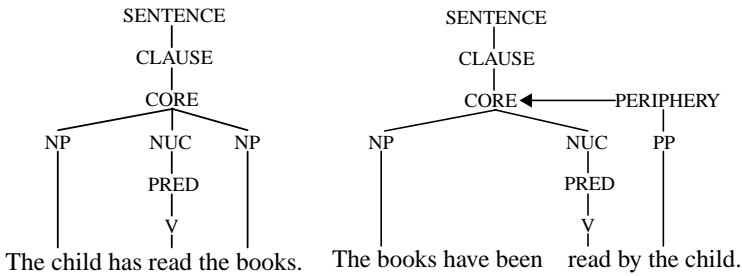 SENTENCE SENTENCE
CLAUSE CLAUSE
CORE CORE PERIPHERY
NP NUC NP NP NUC PP
PRED PRED
V V
The child has read the books. The books have been read by the child.